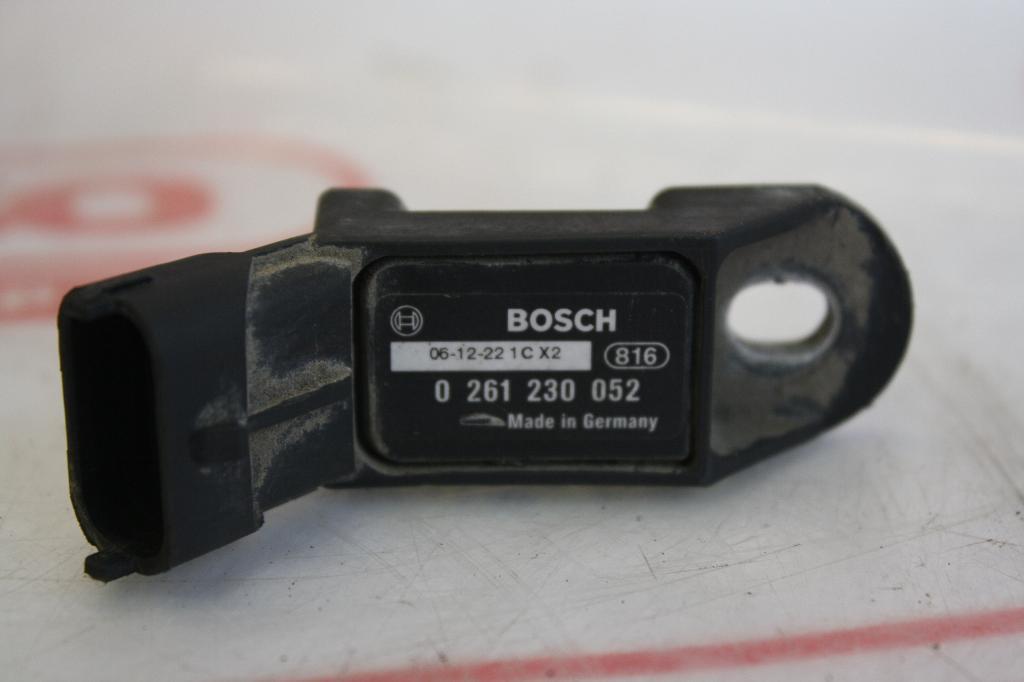 BOSCH
06-12-22 1C X2
816
0 261 230 052
Made in Germany